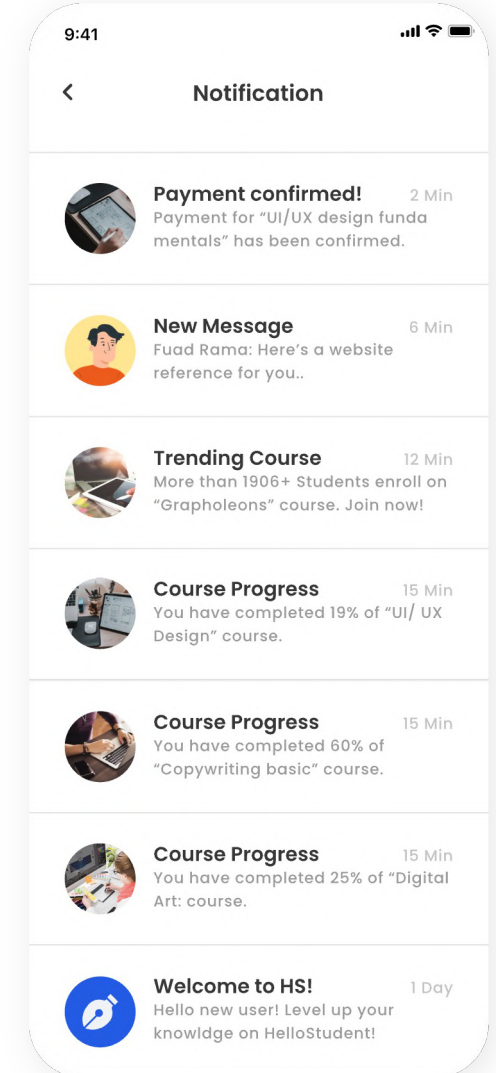 9:41
Notification
Payment confirmed!
2 Min
Payment for “UI/UX design funda
mentals” has been confirmed.
New Message
6 Min
Fuad Rama: Here’s a website
reference for you..
Trending Course
12 Min
More than 1906+ Students enroll on
“Grapholeons” course. Join now!
Course Progress
15 Min
You have completed 19% of “UI/ UX
Design” course.
Course Progress
15 Min
You have completed 60% of
“Copywriting basic” course.
Course Progress
15 Min
You have completed 25% of “Digital
Art: course.
Welcome to HS!
1 Day
Hello new user! Level up your
knowldge on HelloStudent!